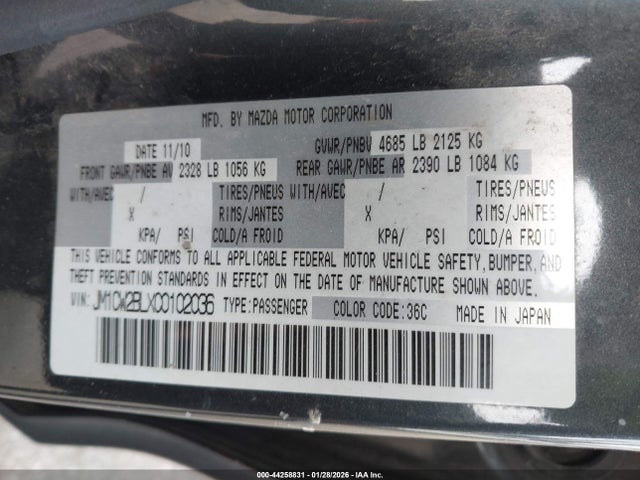 MFD. BY MAZDA MOTOR CORPORATION
DATE 11/10 GVWR/PNBV 4685 LB 2125 KG
FRONT GAWR/PNBE AV 2328 LB 1056 KG REAR GAWR/PNBE AR 2390 LB 1084 KG
WITH/AVEC / TIRES/PNEUS WITH/AVEC / TIRES/PNEUS
X RIMS/JANTES X RIMS/JANTES
KPA/ PSI COLD/A FROID KPA/ PSI COLD/A FROID
THIS VEHICLE CONFORMS TO ALL APPLICABLE FEDERAL MOTOR VEHICLE SAFETY, BUMPER, AND
THEFT PREVENTION STANDARDS IN EFFECT ON THE DATE OF MANUFACTURE SHOWN ABOVE.
VIN: JM1CW2BLXC0102036 TYPE:PASSENGER COLOR CODE:36C MADE IN JAPAN
000-44258831 - 01/28/2026 - IAA Inc.